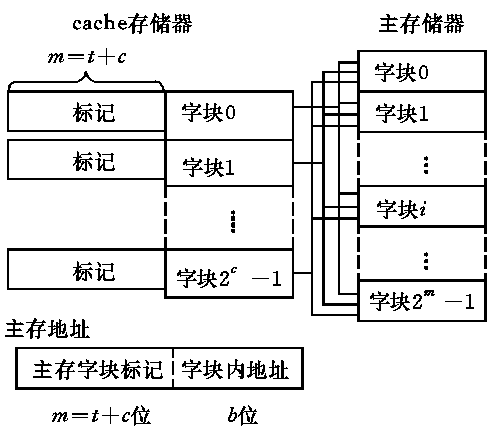 cache存储器 主存储器
m=t+c
标记 字块0 字块0
标记 字块1 字块1
字块i
标记 字块2^c -1 字块2^m -1
主存地址
主存字块标记 字块内地址
m=t+c位 b位